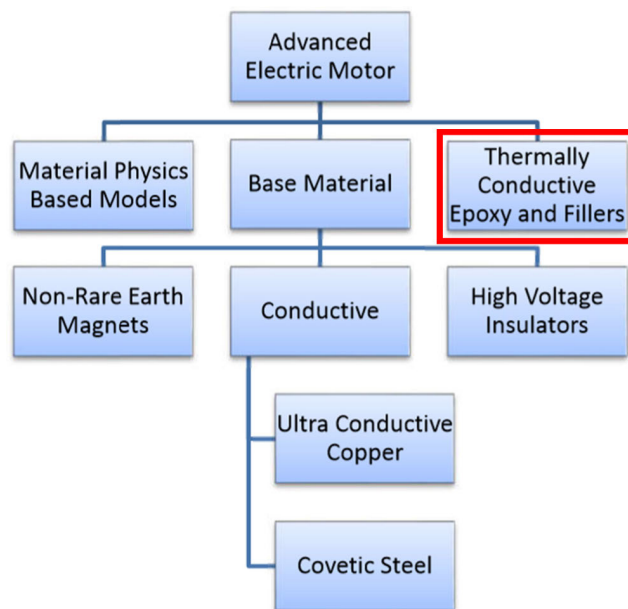 Advanced
Electric Motor
Material Physics
Based Models
Base Material
Thermally
Conductive
Epoxy and Fillers
Non-Rare Earth
Magnets
Conductive
High Voltage
Insulators
Ultra Conductive
Copper
Covetic Steel